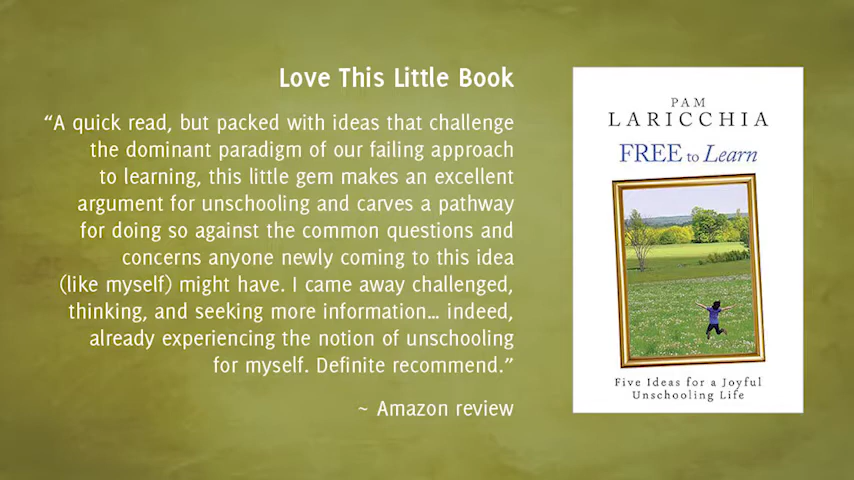 Love This Little Book
“A quick read, but packed with ideas that challenge
the dominant paradigm of our failing approach
to learning, this little gem makes an excellent
argument for unschooling and carves a pathway
for doing so against the common questions and
concerns anyone newly coming to this idea
(like myself) might have. I came away challenged,
thinking, and seeking more information… indeed,
already experiencing the notion of unschooling
for myself. Definite recommend.”
~ Amazon review
PAM
LARICCHIA
FREE to Learn
Five Ideas for a Joyful
Unschooling Life